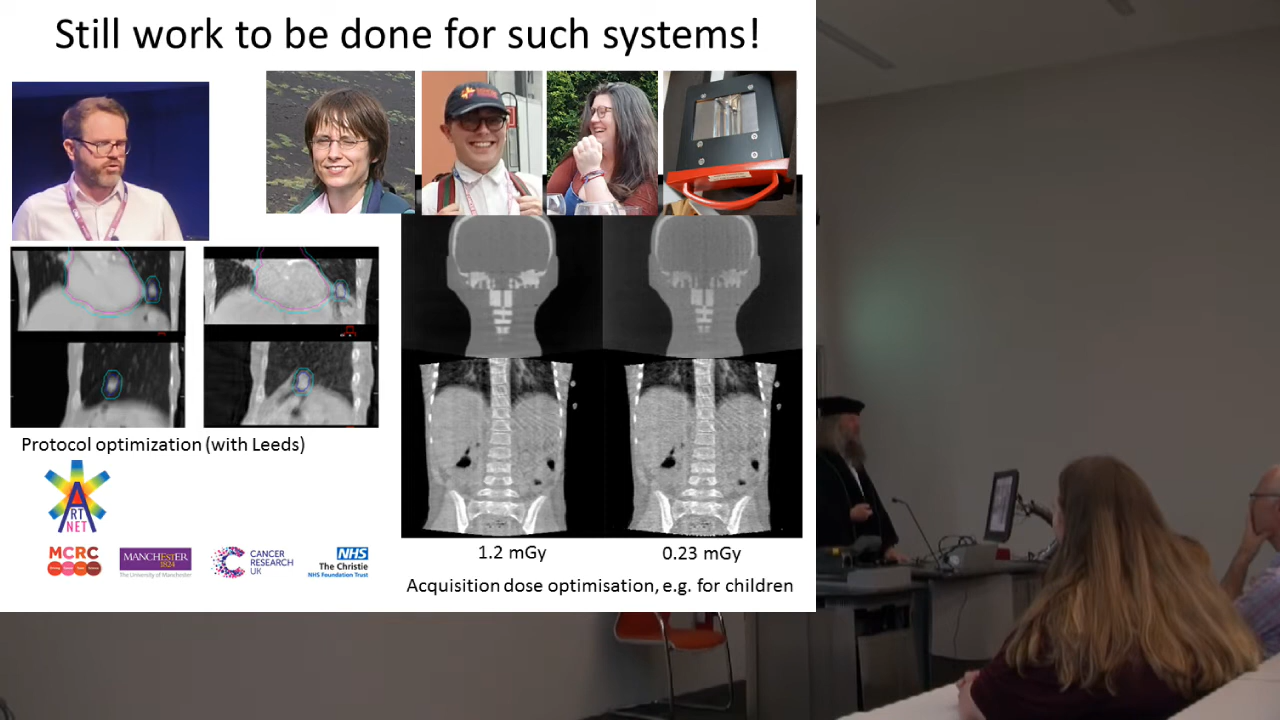 Still work to be done for such systems!
Protocol optimization (with Leeds)
ART
NET
MCRC
MANCHESTER
1824
The University of Manchester
CANCER
RESEARCH
UK
NHS
The Christie
NHS Foundation Trust
1.2 mGy
0.23 mGy
Acquisition dose optimisation, e.g. for children